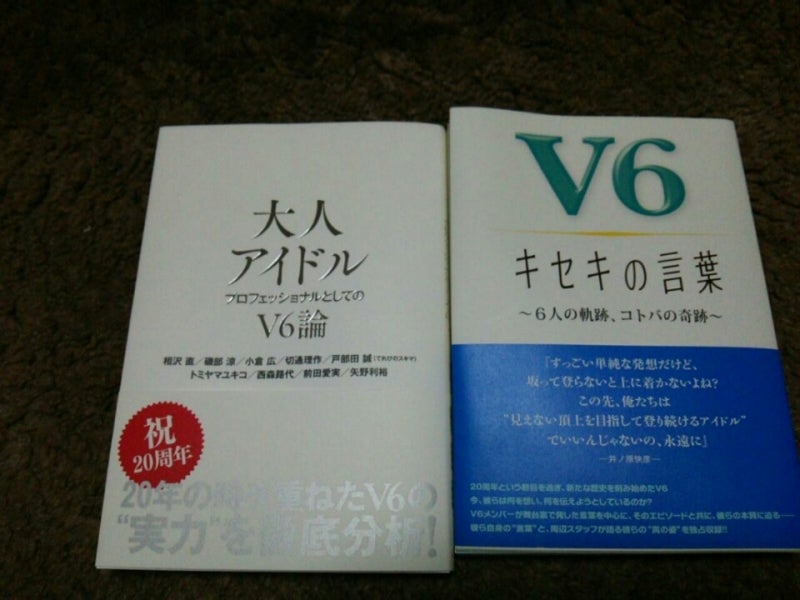 大人
アイドル
プロフェッショナルとしての
V6論
相沢 直/磯部 涼/小倉 広/切通理作/戸部田 誠(てれびのスキマ)
トミヤマユキコ/西森路代/前田愛実/矢野利裕
祝
20周年
20年の 重ねたV6の
"実力"を 底分析!
V6
キセキの言葉
～6人の軌跡、コトバの奇跡～
『すっごい単純な発想だけど、
坂って登らないと上に着かないよね?
この先、俺たちは
"見えない頂上を目指して登り続けるアイドル"
でいいんじゃないの、永遠に』
―井ノ原快彦―
20周年という節目を過ぎ、新たな歴史を刻み始めたV6
今、彼らは何を想い、何を伝えようとしているのか?
V6メンバーが舞台裏で発した言葉を中心に、そのエピソードと共に、彼らの本質に迫る――
彼ら自身の"言葉"と、周辺スタッフが語る彼らの"真の姿"を独占収録!!